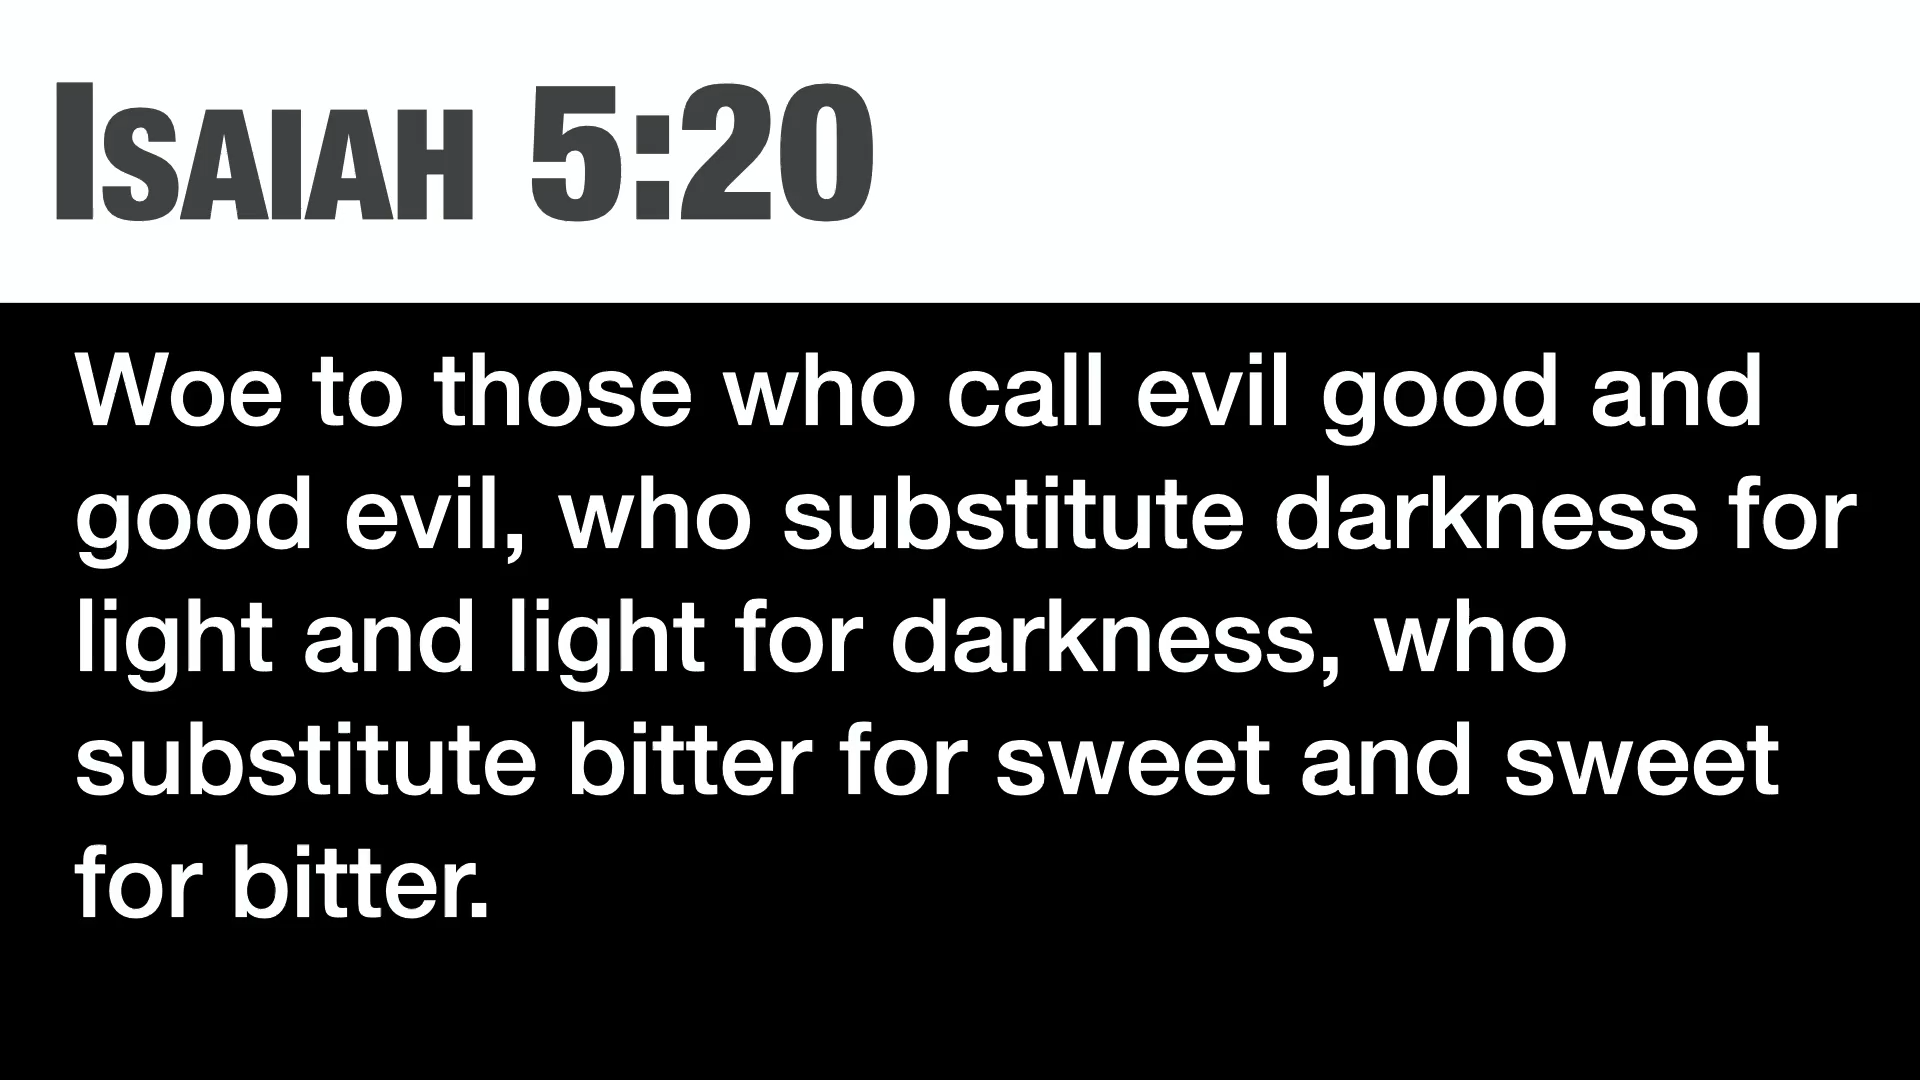 Isaiah 5:20
Woe to those who call evil good and
good evil, who substitute darkness for
light and light for darkness, who
substitute bitter for sweet and sweet
for bitter.